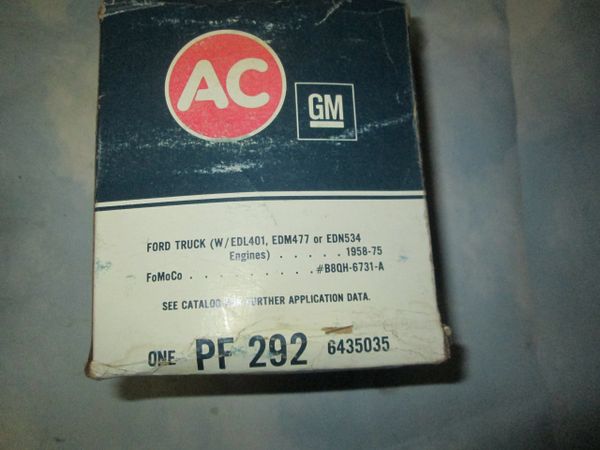 AC
GM
FORD TRUCK (W/EDL401, EDM477 or EDN534
Engines) . . . . . . 1958-75
FoMoCo . . . . . . . . . . #B8QH-6731-A
SEE CATALOG FOR FURTHER APPLICATION DATA.
ONE PF 292 6435035